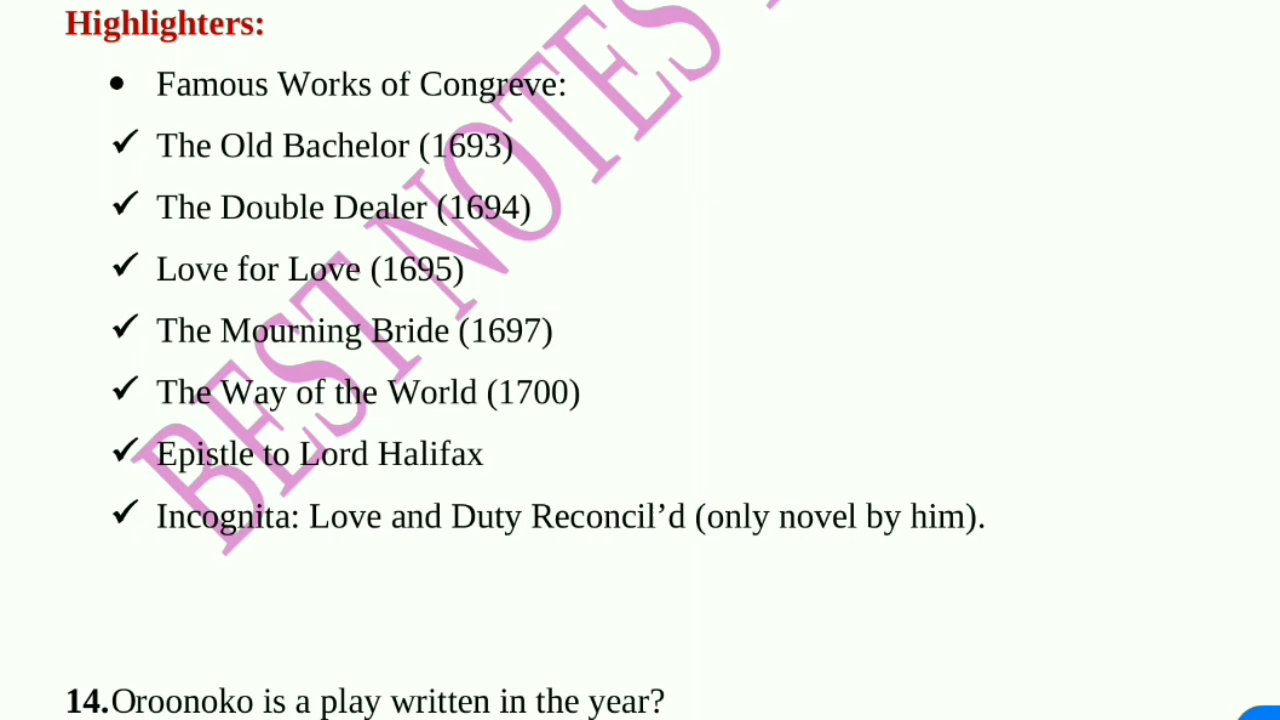 Highlighters:
• Famous Works of Congreve:
✓ The Old Bachelor (1693)
✓ The Double Dealer (1694)
✓ Love for Love (1695)
✓ The Mourning Bride (1697)
✓ The Way of the World (1700)
✓ Epistle to Lord Halifax
✓ Incognita: Love and Duty Reconcil’d (only novel by him).
14.Oroonoko is a play written in the year?
BEST NOTES